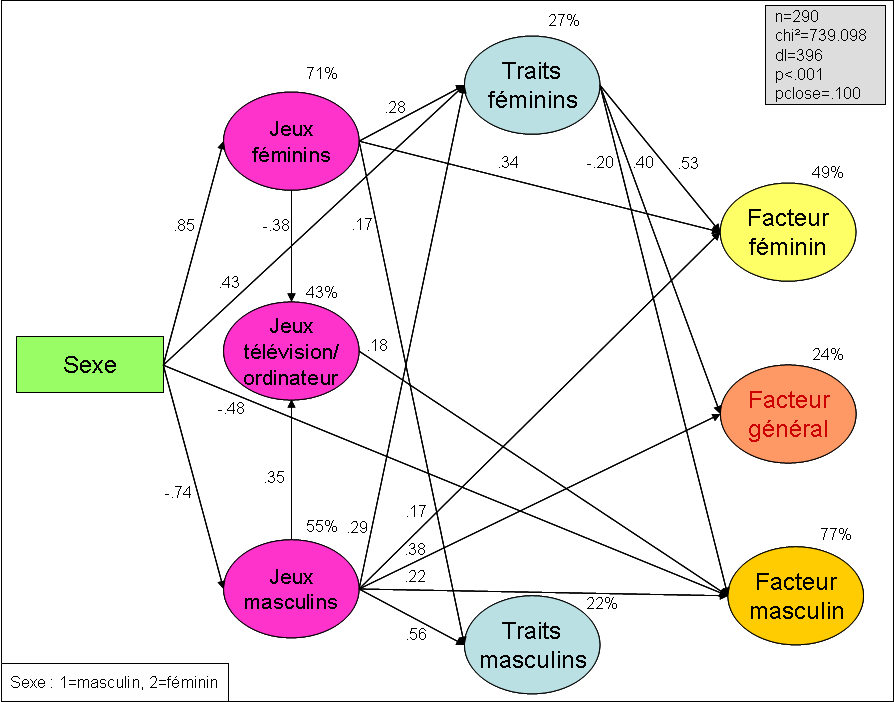 n=290
chi²=739.098
dl=396
p<.001
pclose=.100
27%
Traits
féminins
71%
Jeux
féminins
.28
.34
-.20
.40
.53
49%
Facteur
féminin
.85
-.38
.17
.43
43%
Jeux
télévision/
ordinateur
.18
Sexe
24%
Facteur
général
-.48
-.74
.35
55%
.29
.17
.38
.22
77%
Jeux
masculins
Facteur
masculin
22%
.56
Traits
masculins
Sexe : 1=masculin, 2=féminin